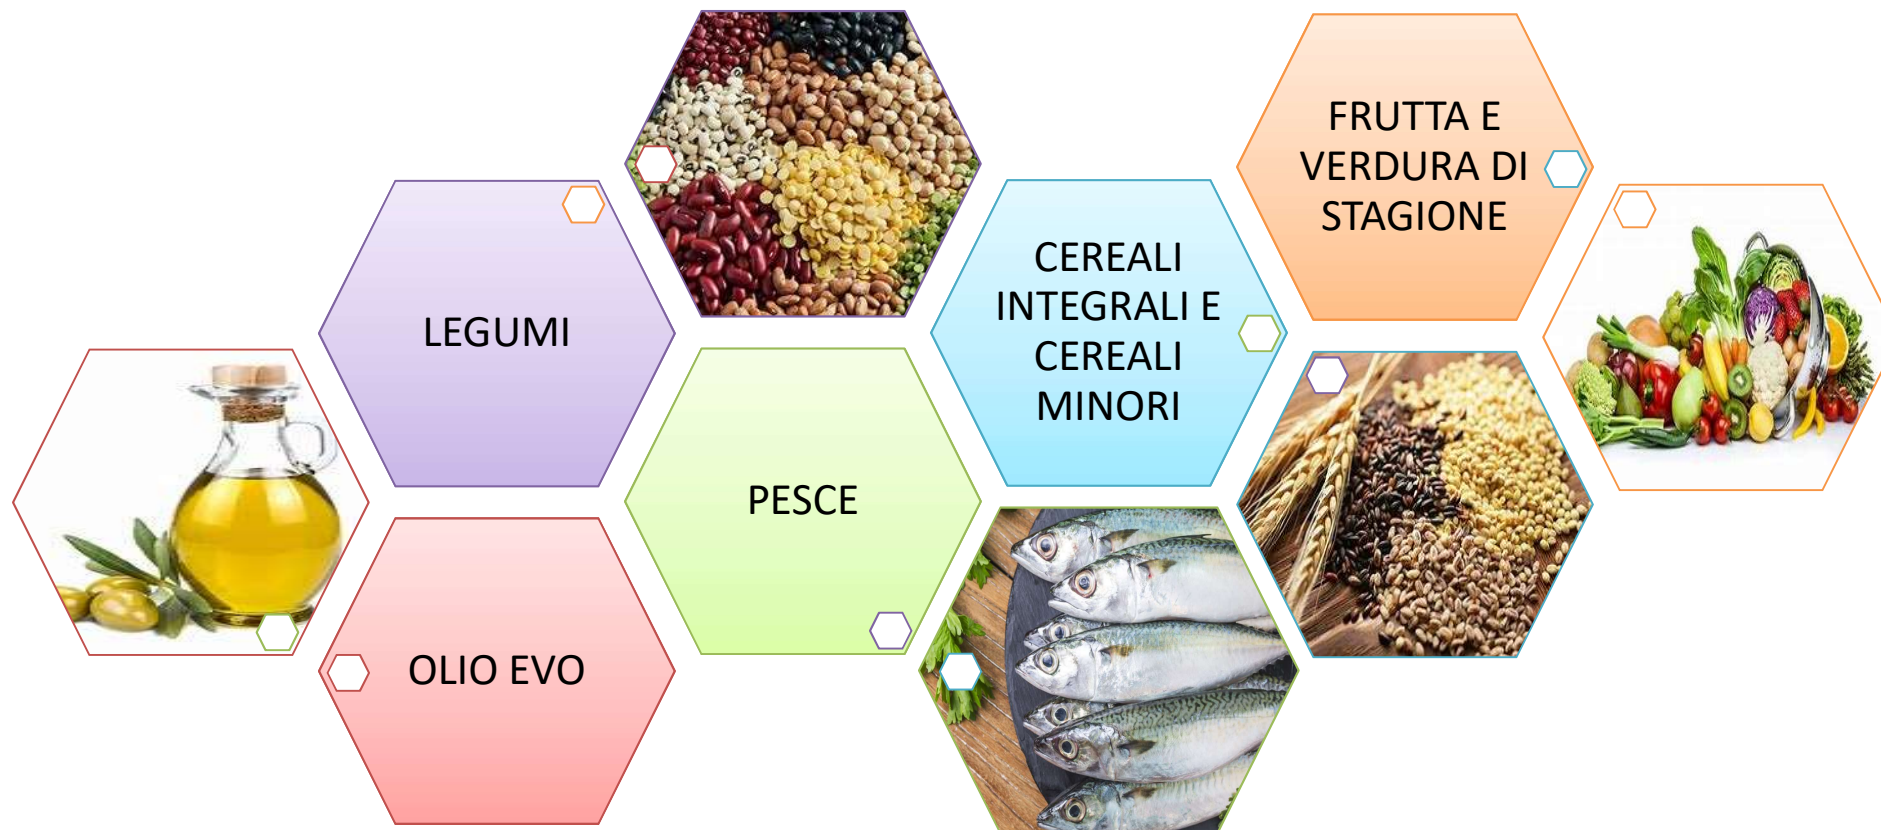 LEGUMI
OLIO EVO
PESCE
CEREALI
INTEGRALI E
CEREALI
MINORI
FRUTTA E
VERDURA DI
STAGIONE